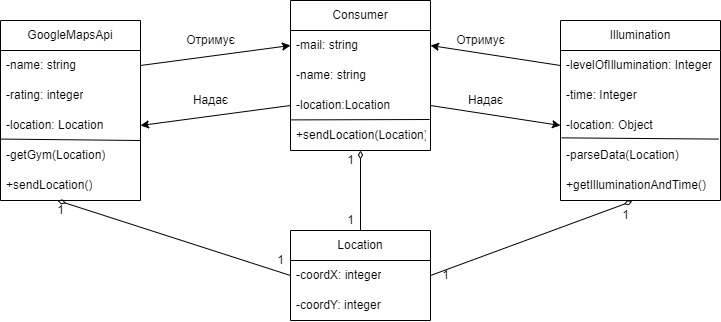 GoogleMapsApi
-name: string
-rating: integer
-location: Location
-getGym(Location)
+sendLocation()
Отримує
Надає
Consumer
-mail: string
-name: string
-location:Location
+sendLocation(Location)
Отримує
Надає
Illumination
-levelOfIllumination: Integer
-time: Integer
-location: Object
-parseData(Location)
+getIlluminationAndTime()
1
1
1
1
1
1
Location
-coordX: integer
-coordY: integer